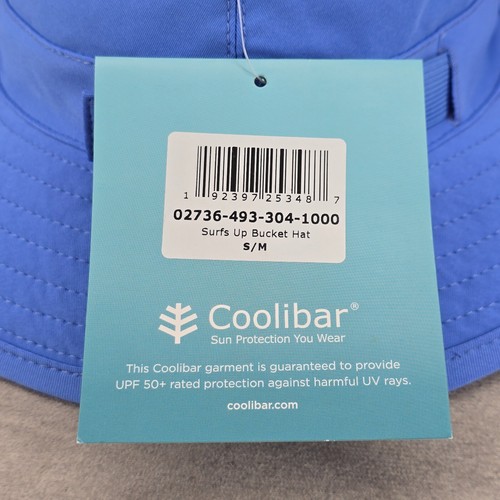 1 92397 25348 7
02736-493-304-1000
Surfs Up Bucket Hat
S/M
Coolibar®
Sun Protection You Wear
This Coolibar garment is guaranteed to provide
UPF 50+ rated protection against harmful UV rays.
coolibar.com